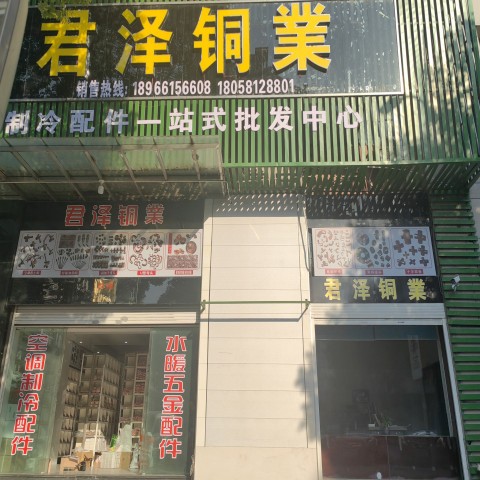 君泽铜業
销售热线: 18966156608 18058128801
制冷配件一站式批发中心
君泽铜業
君泽铜業
空调制冷配件
水暖五金配件